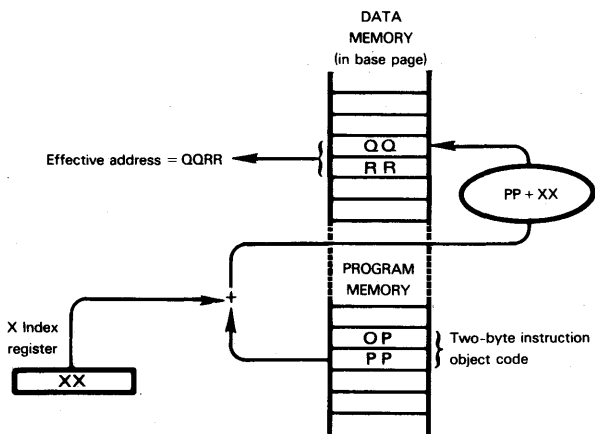 DATA
MEMORY
(in base page)
QQ
Effective address = QQRR
RR
PP + XX
PROGRAM
MEMORY
+
X Index
register
OP
PP
Two-byte instruction
object code
XX